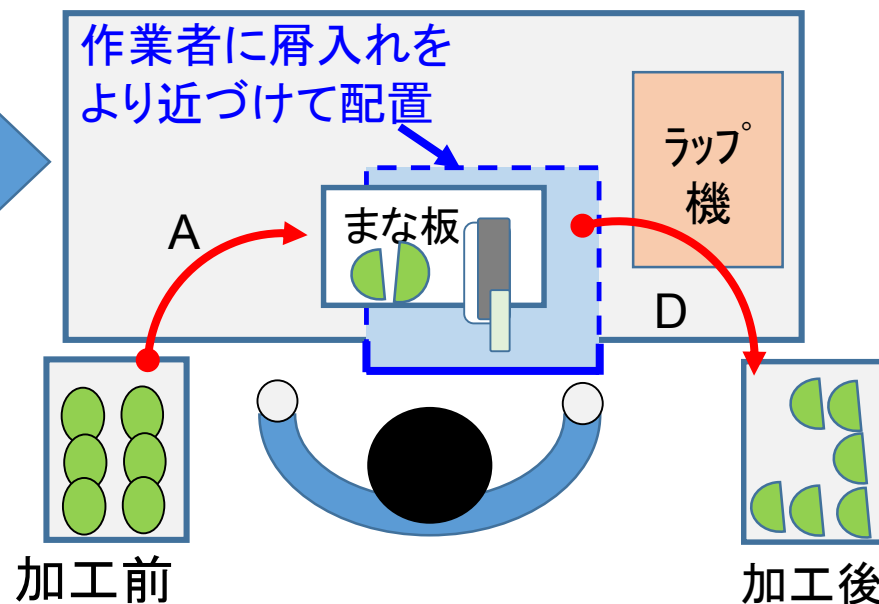 作業者に屑入れを
より近づけて配置
ラップ
機
A
まな板
D
加工前
加工後